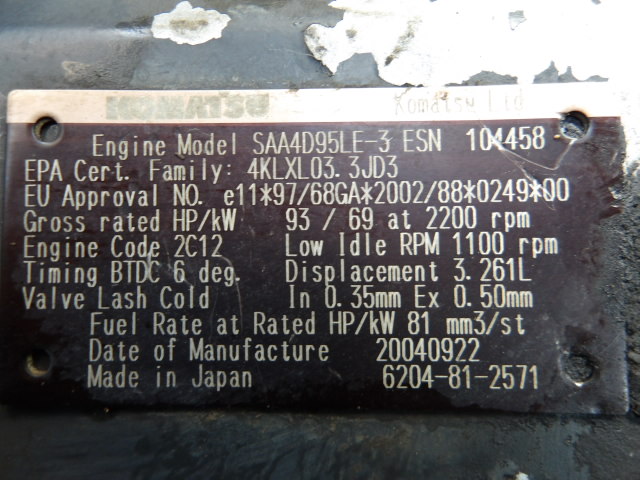 KOMATSU Komatsu Ltd
Engine Model SAA4D95LE-3 ESN 104458
EPA Cert. Family: 4KLXL03.3JD3
EU Approval NO. e11*97/68GA*2002/88*0249*00
Gross rated HP/kW 93 / 69 at 2200 rpm
Engine Code 2C12 Low Idle RPM 1100 rpm
Timing BTDC 6 deg. Displacement 3.261L
Valve Lash Cold In 0.35mm Ex 0.50mm
Fuel Rate at Rated HP/kW 81 mm3/st
Date of Manufacture 20040922
Made in Japan 6204-81-2571